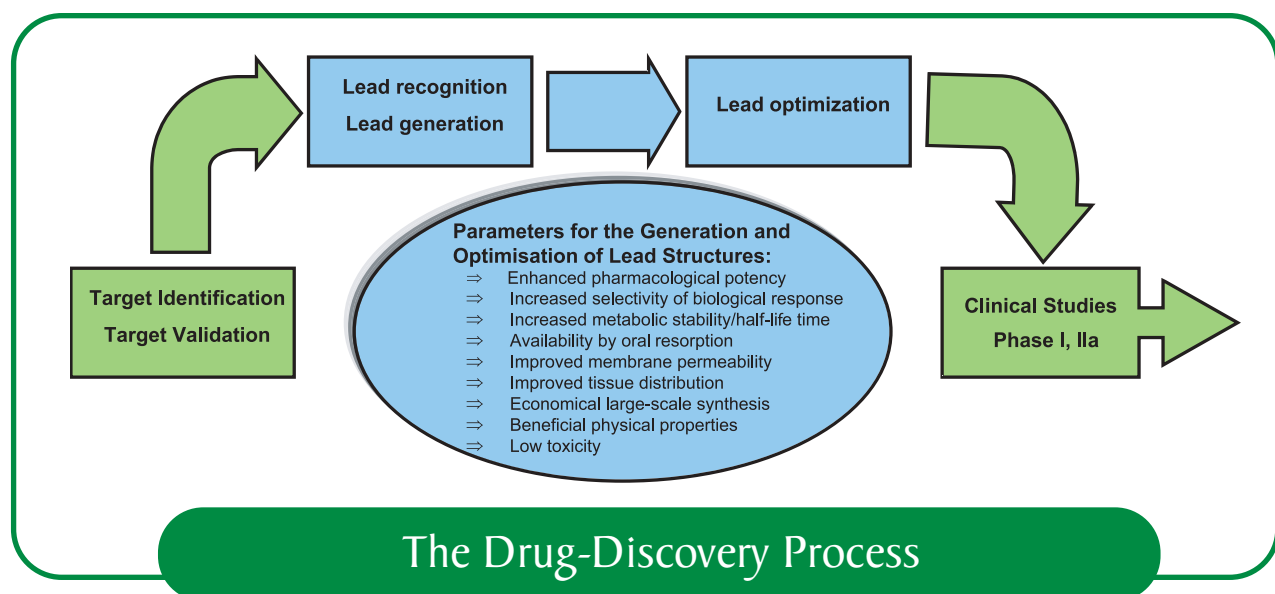 Lead recognition
Lead generation
Lead optimization
Target Identification
Target Validation
Parameters for the Generation and
Optimisation of Lead Structures:
⇒ Enhanced pharmacological potency
⇒ Increased selectivity of biological response
⇒ Increased metabolic stability/half-life time
⇒ Availability by oral resorption
⇒ Improved membrane permeability
⇒ Improved tissue distribution
⇒ Economical large-scale synthesis
⇒ Beneficial physical properties
⇒ Low toxicity
Clinical Studies
Phase I, IIa
The Drug-Discovery Process